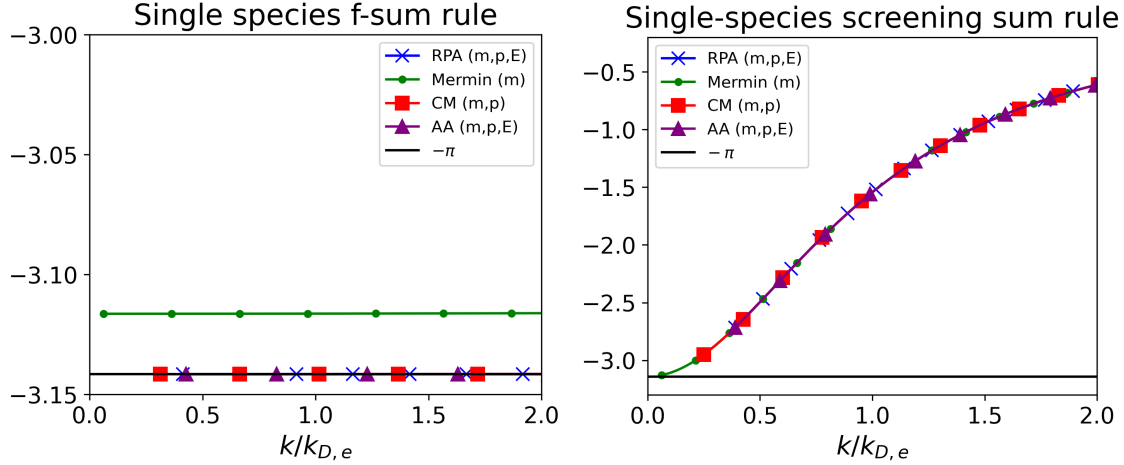 Single species f-sum rule
−3.00
−3.05
−3.10
−3.15
RPA (m,p,E)
Mermin (m)
CM (m,p)
AA (m,p,E)
−π
0.0 0.5 1.0 1.5 2.0
k/k_{D, e}
Single-species screening sum rule
−0.5
−1.0
−1.5
−2.0
−2.5
−3.0
RPA (m,p,E)
Mermin (m)
CM (m,p)
AA (m,p,E)
− π
0.0 0.5 1.0 1.5 2.0
k/k_{D, e}